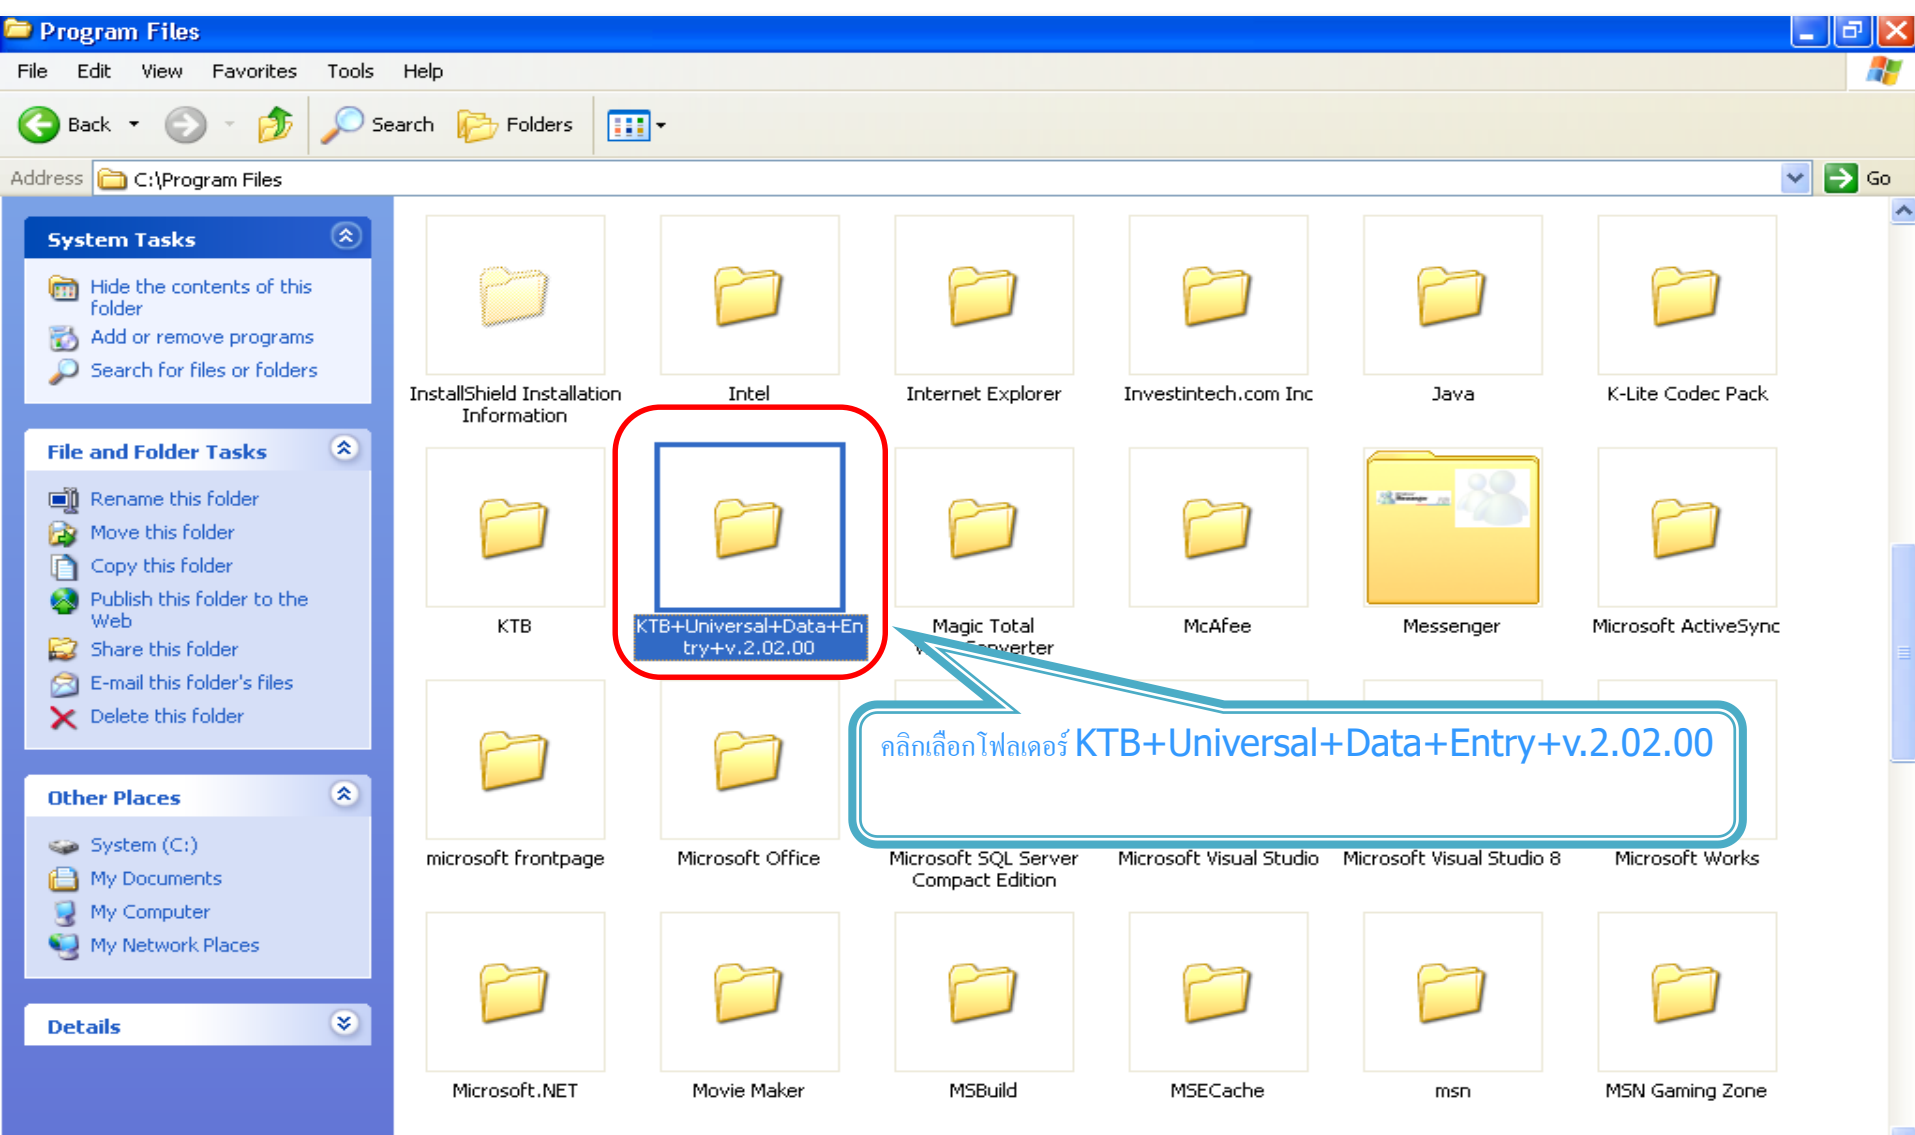 Program Files
File Edit View Favorites Tools Help
Back Search Folders
Address C:\Program Files Go
System Tasks
Hide the contents of this
folder
Add or remove programs
Search for files or folders
File and Folder Tasks
Rename this folder
Move this folder
Copy this folder
Publish this folder to the
Web
Share this folder
E-mail this folder's files
Delete this folder
Other Places
System (C:)
My Documents
My Computer
My Network Places
Details
InstallShield Installation
Information
Intel
Internet Explorer
Investintech.com Inc
Java
K-Lite Codec Pack
KTB
KTB+Universal+Data+En
try+v.2.02.00
Magic Total
Converter
McAfee
Messenger
Microsoft ActiveSync
คลิกเลือกโฟลเดอร์ KTB+Universal+Data+Entry+v.2.02.00
microsoft frontpage
Microsoft Office
Microsoft SQL Server
Compact Edition
Microsoft Visual Studio
Microsoft Visual Studio 8
Microsoft Works
Microsoft.NET
Movie Maker
MSBuild
MSECache
msn
MSN Gaming Zone